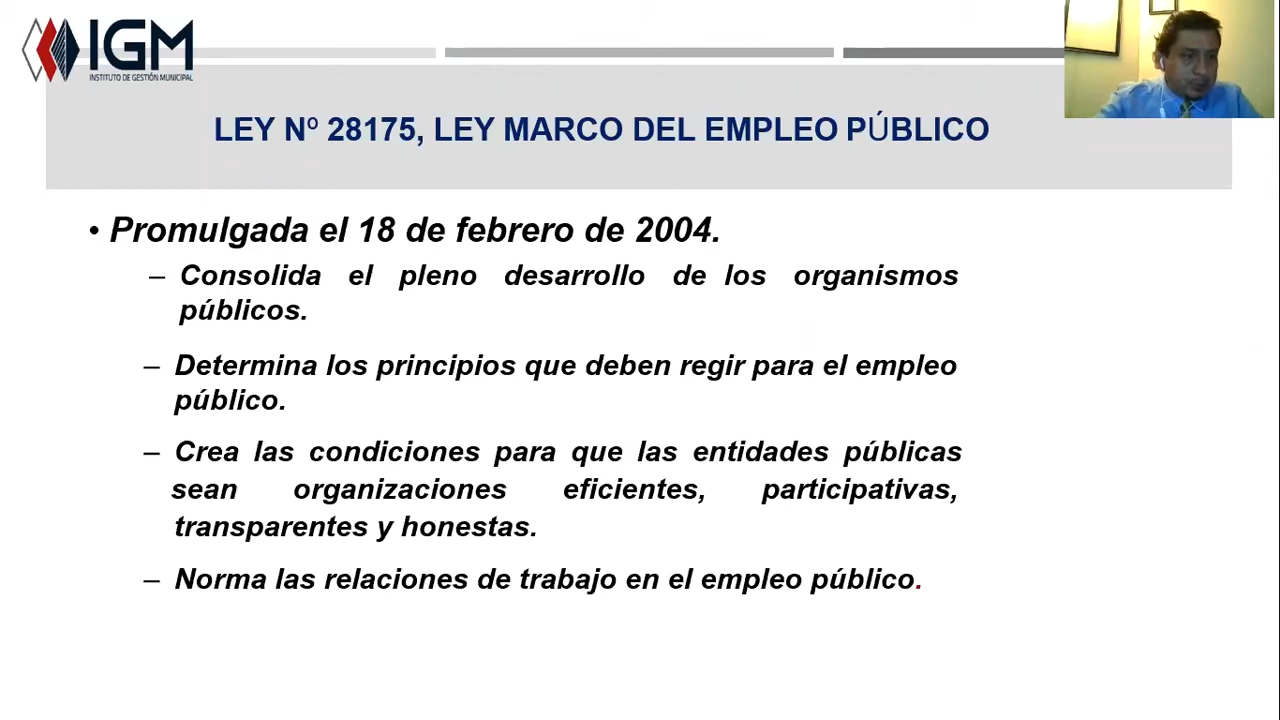 IGM
INSTITUTO DE GESTIÓN MUNICIPAL
LEY Nº 28175, LEY MARCO DEL EMPLEO PÚBLICO
• Promulgada el 18 de febrero de 2004.
– Consolida el pleno desarrollo de los organismos
públicos.
– Determina los principios que deben regir para el empleo
público.
– Crea las condiciones para que las entidades públicas
sean organizaciones eficientes, participativas,
transparentes y honestas.
– Norma las relaciones de trabajo en el empleo público.